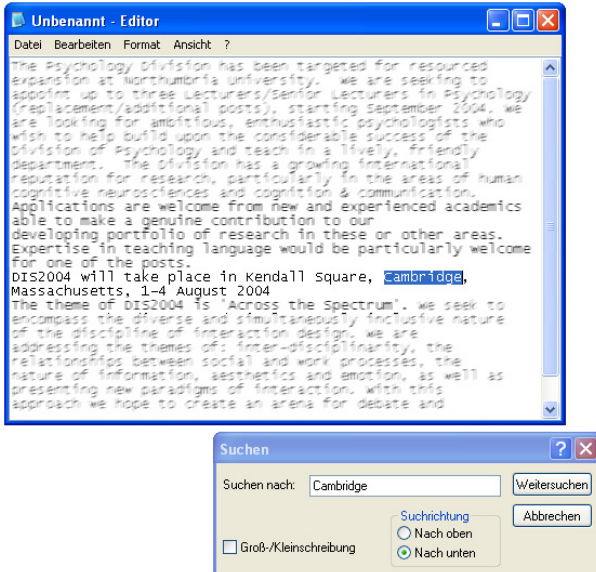 Unbenannt - Editor
Datei Bearbeiten Format Ansicht ?
The Psychology Division has been targeted for resourced
expansion at Northumbria University. We are seeking to
appoint up to three Lecturers/Senior Lecturers in Psychology
(replacement/additional posts), starting September 2004. We
are looking for ambitious, enthusiastic psychologists who
wish to help build upon the considerable success of the
Division of Psychology and teach in a lively, friendly
department. The Division has a growing international
reputation for research, particularly in the areas of human
cognitive neurosciences and cognition & communication.
Applications are welcome from new and experienced academics
able to make a genuine contribution to our
developing portfolio of research in these or other areas.
Expertise in teaching language would be particularly welcome
for one of the posts.
DIS2004 will take place in Kendall Square, Cambridge,
Massachusetts, 1-4 August 2004
The theme of DIS2004 is 'Across the Spectrum'. We seek to
encompass the diverse and simultaneously inclusive nature
of the discipline of interaction design. We are
addressing the themes of: inter-disciplinarity, the
relationships between social and work processes, the
nature of information, aesthetics and emotion, as well as
presenting new paradigms of interaction. With this
approach we hope to create an arena for debate and
Suchen
Suchen nach: Cambridge Weitersuchen
Suchrichtung Abbrechen
Nach oben
Groß-/Kleinschreibung Nach unten